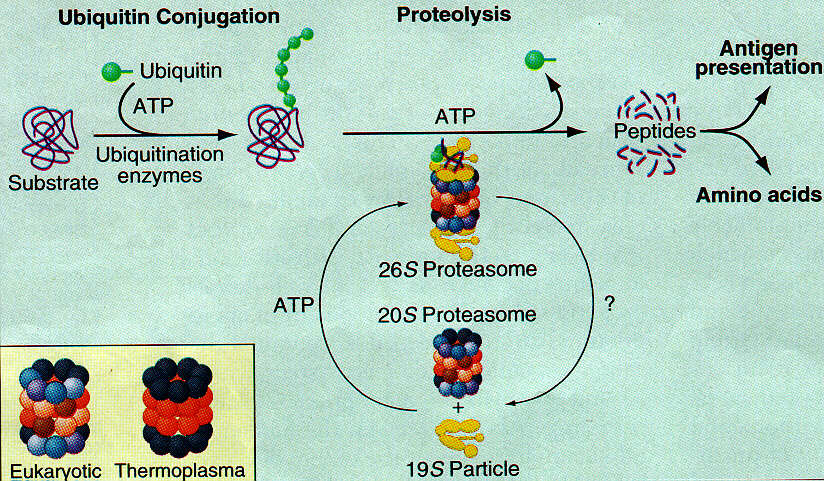 Ubiquitin Conjugation
Proteolysis
Ubiquitin
ATP
Ubiquitination
enzymes
Substrate
ATP
Peptides
Antigen
presentation
Amino acids
26S Proteasome
ATP
?
20S Proteasome
+
19S Particle
Eukaryotic
Thermoplasma